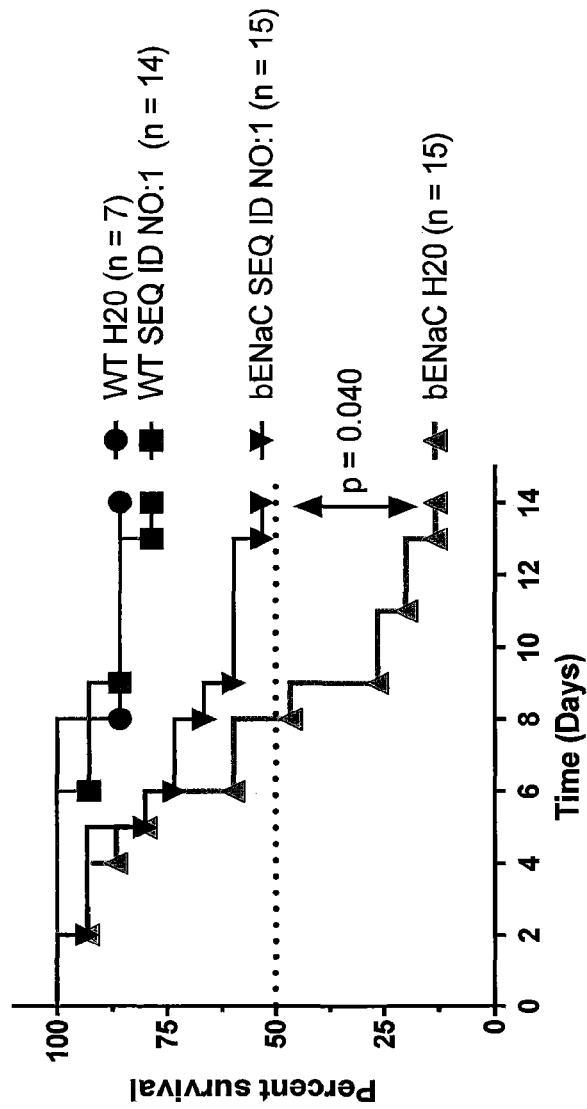 Percent survival
100
75
50
25
0
0 2 4 6 8 10 12 14
Time (Days)
p = 0.040
WT H20 (n = 7)
WT SEQ ID NO:1 (n = 14)
bENaC SEQ ID NO:1 (n = 15)
bENaC H20 (n = 15)